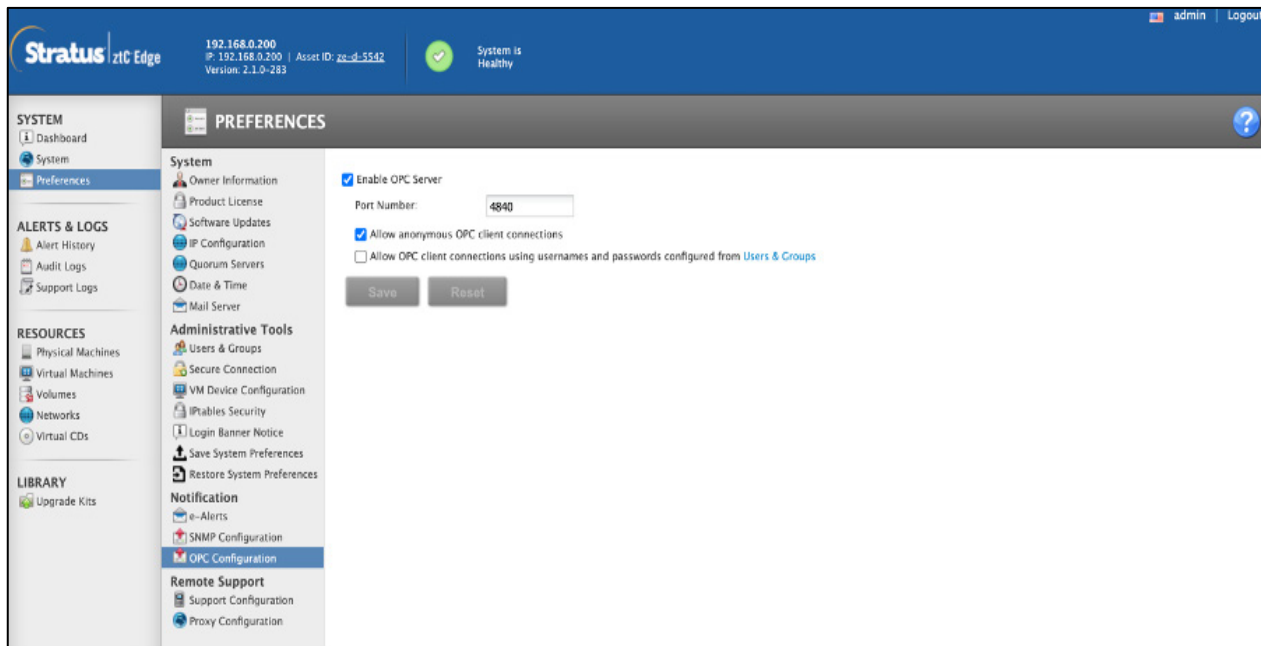 admin | Logout
Stratus ztC Edge
192.168.0.200
IP: 192.168.0.200 | Asset ID: ze-d-5542
Version: 2.1.0-283
System is
Healthy
SYSTEM
Dashboard
System
Preferences
ALERTS & LOGS
Alert History
Audit Logs
Support Logs
RESOURCES
Physical Machines
Virtual Machines
Volumes
Networks
Virtual CDs
LIBRARY
Upgrade Kits
PREFERENCES
?
System
Owner Information
Product License
Software Updates
IP Configuration
Quorum Servers
Date & Time
Mail Server
Administrative Tools
Users & Groups
Secure Connection
VM Device Configuration
IPtables Security
Login Banner Notice
Save System Preferences
Restore System Preferences
Notification
e-Alerts
SNMP Configuration
OPC Configuration
Remote Support
Support Configuration
Proxy Configuration
Enable OPC Server
Port Number: 4840
Allow anonymous OPC client connections
Allow OPC client connections using usernames and passwords configured from Users & Groups
Save Reset